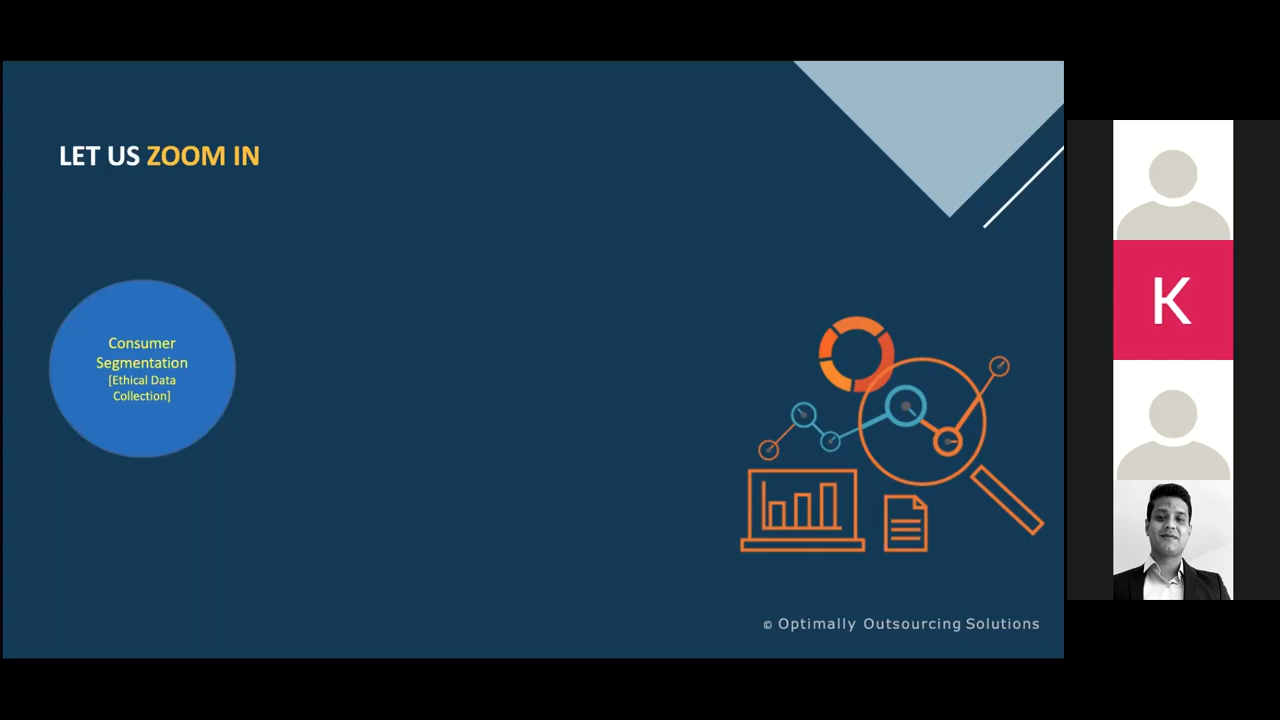 LET US ZOOM IN
Consumer
Segmentation
[Ethical Data
Collection]
© Optimally Outsourcing Solutions
K